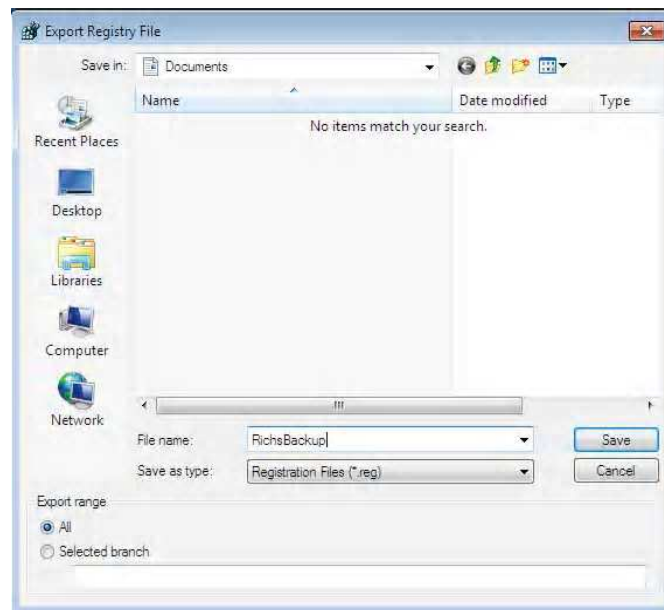 Export Registry File
Save in: Documents
Name Date modified Type
No items match your search.
Recent Places
Desktop
Libraries
Computer
Network
File name: RichsBackup Save
Save as type: Registration Files (*.reg) Cancel
Export range
All
Selected branch